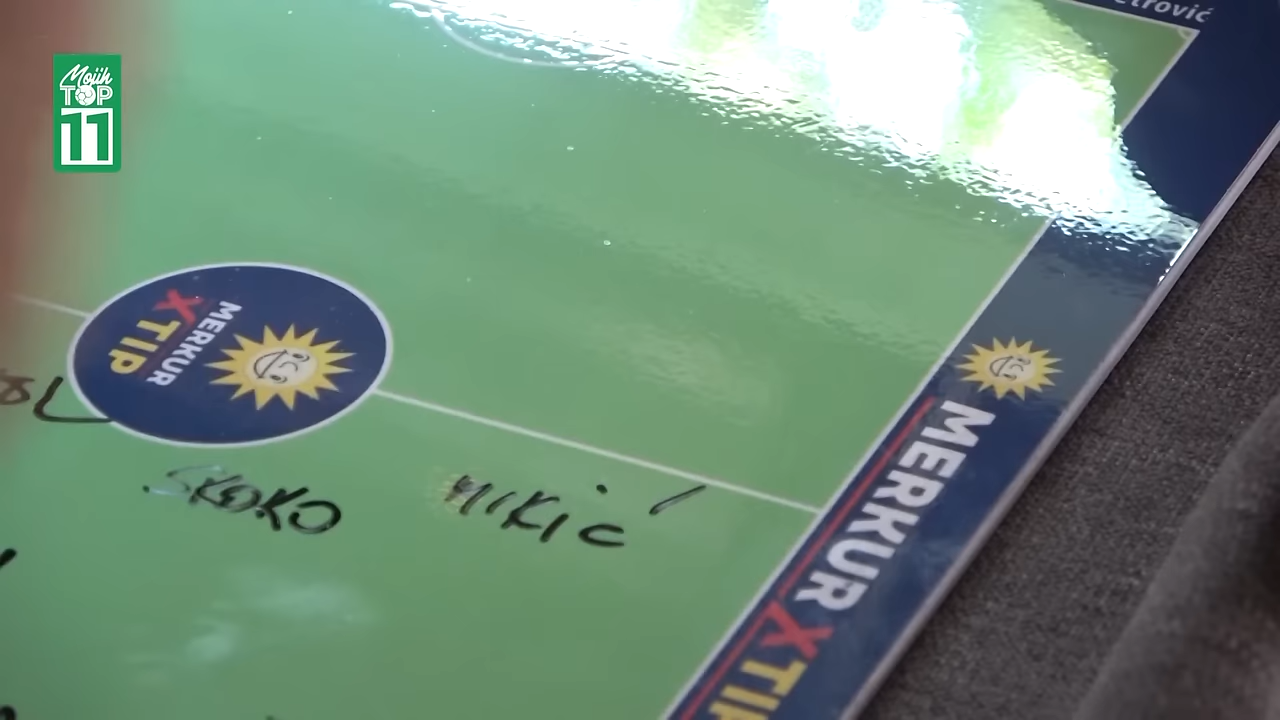 Mojih
TOP
11
MERKUR
X TIP
SKOKO
MIKIĆ
MERKUR X TIP